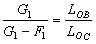 G₁ / (G₁ − F₁) = L_OB / L_OC